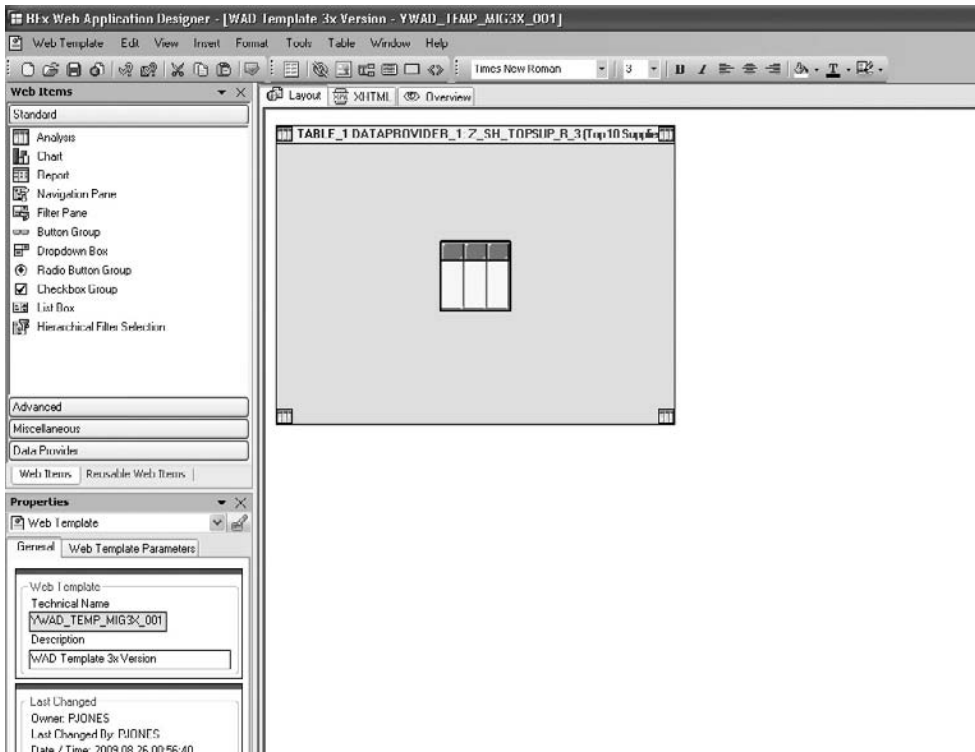 BEx Web Application Designer - [WAD Template 3x Version - YWAD_TEMP_MIG3X_001]
Web Template Edit View Insert Format Tools Table Window Help
Times New Roman 3 B I T
Web Items
Layout XHTML Overview
Standard
Analysis
Chart
Report
Navigation Pane
Filter Pane
Button Group
Dropdown Box
Radio Button Group
Checkbox Group
List Box
Hierarchical Filter Selection
Advanced
Miscellaneous
Data Provider
Web Items Reusable Web Items
TABLE_1 DATAPROVIDER_1: Z_SH_TOPSUP_R_3 (Top 10 Supplie
Properties
Web Template
General Web Template Parameters
Web Template
Technical Name
YWAD_TEMP_MIG3X_001
Description
WAD Template 3x Version
Last Changed
Owner: PJONES
Last Changed By: PJONES
Date / Time: 2009.08.26 00:56:40